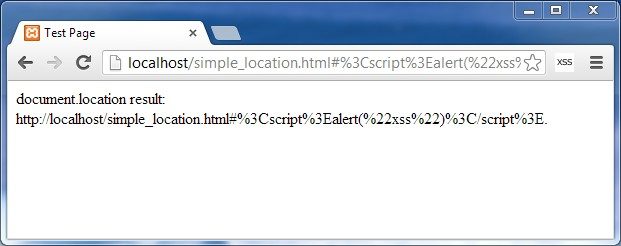 Test Page
localhost/simple_location.html#%3Cscript%3Ealert(%22xss%
XSS
document.location result:
http://localhost/simple_location.html#%3Cscript%3Ealert(%22xss%22)%3C/script%3E.